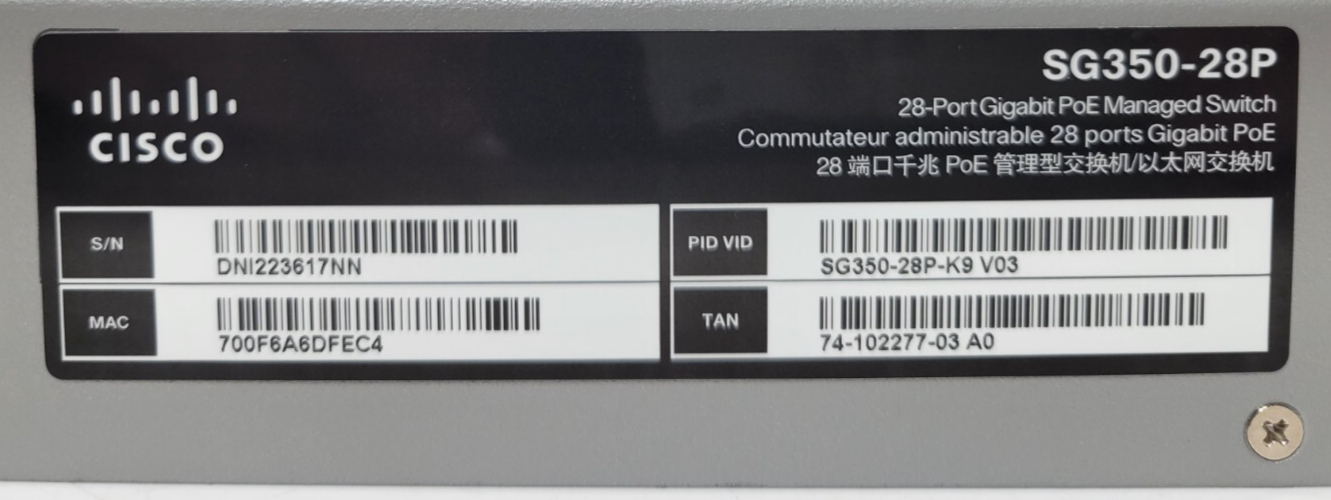 CISCO
SG350-28P
28-Port Gigabit PoE Managed Switch
Commutateur administrable 28 ports Gigabit PoE
28 端口千兆 PoE 管理型交换机/以太网交换机
S/N
DNI223617NN
PID VID
SG350-28P-K9 V03
MAC
700F6A6DFEC4
TAN
74-102277-03 A0